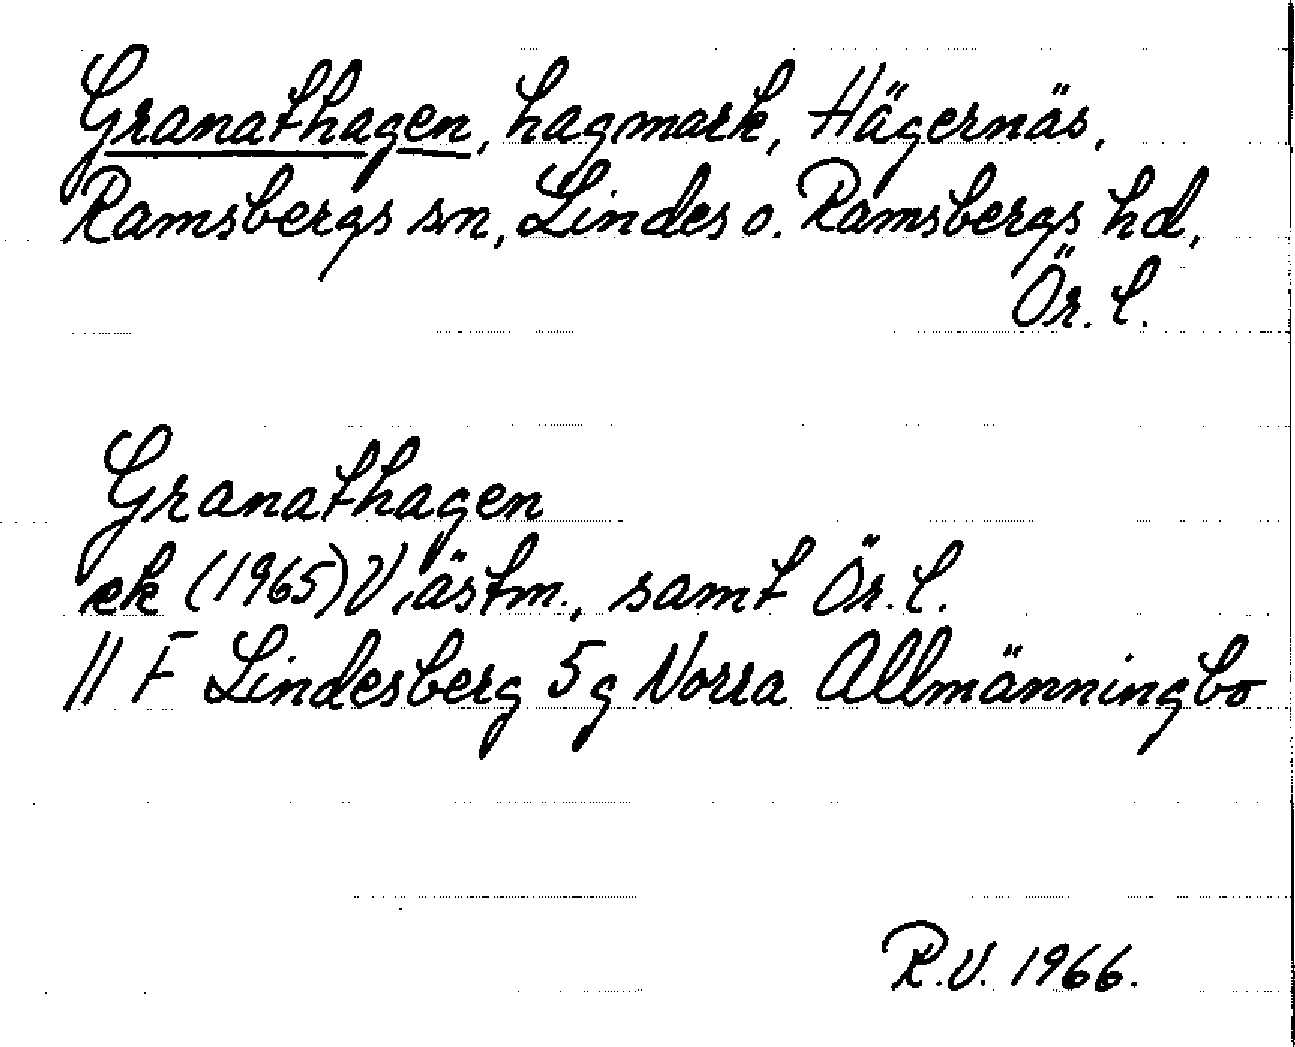 Granathagen, hagmark, Hägernäs,
Ramsbergs sn, Lindes o. Ramsbergs hd,
Ör. l.
Granathagen
ek (1965) Västm., samt Ör. l.
11 F Lindesberg 5 g Norra Allmänningbo
R.V. 1966.